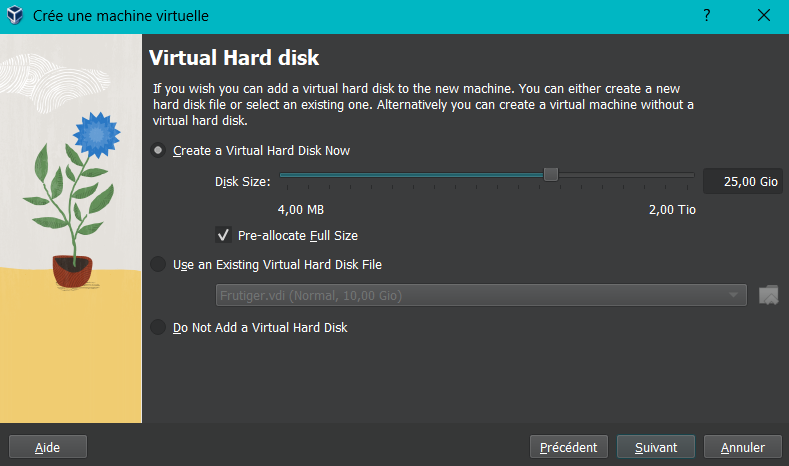 Crée une machine virtuelle
?
Virtual Hard disk
If you wish you can add a virtual hard disk to the new machine. You can either create a new
hard disk file or select an existing one. Alternatively you can create a virtual machine without a
virtual hard disk.
Create a Virtual Hard Disk Now
Disk Size:
25,00 Gio
4,00 MB
2,00 Tio
Pre-allocate Full Size
Use an Existing Virtual Hard Disk File
Frutiger.vdi (Normal, 10,00 Gio)
Do Not Add a Virtual Hard Disk
Aide
Précédent
Suivant
Annuler